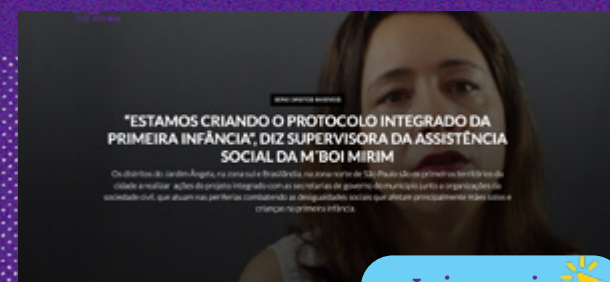 "ESTAMOS CRIANDO O PROTOCOLO INTEGRADO DA
PRIMEIRA INFÂNCIA", DIZ SUPERVISORA DA ASSISTÊNCIA
SOCIAL DA M'BOI MIRIM
Os distritos do Jardim Ângela, na zona sul e Brasilândia, na zona norte de São Paulo são os primeiros territórios da
cidade a realizar ações do projeto integrado com as secretarias de governo do município junto a organizações da
sociedade civil, que atuam nas periferias combatendo as desigualdades sociais que afetam principalmente mães solos e
crianças na primeira infância.